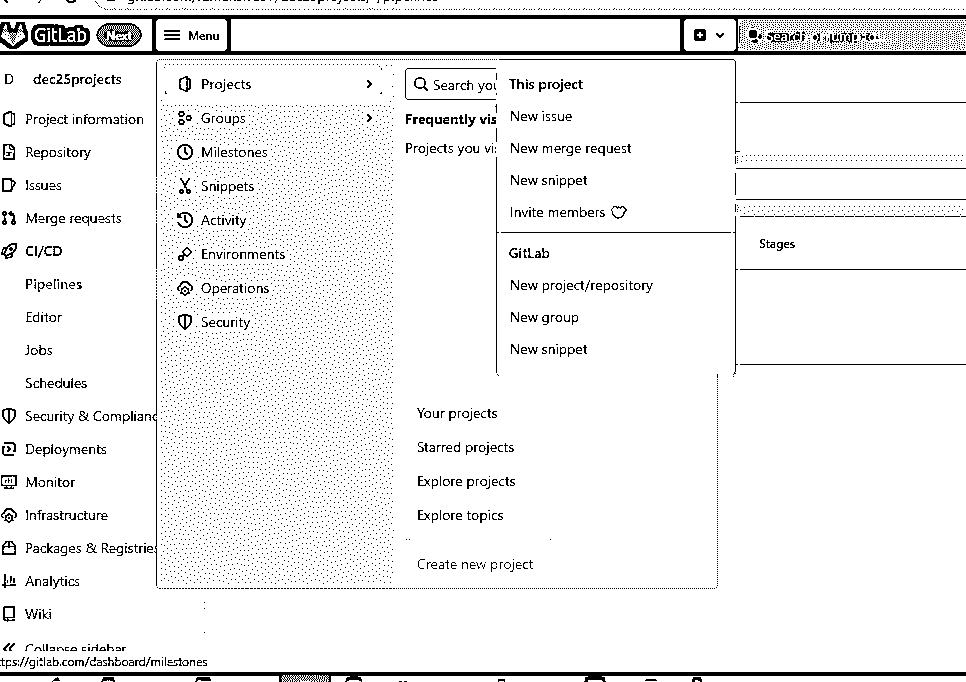 GitLab Next
Menu
D dec25projects
Project information
Repository
Issues
Merge requests
CI/CD
Pipelines
Editor
Jobs
Schedules
Security & Complianc
Deployments
Monitor
Infrastructure
Packages & Registries
Analytics
Wiki
Collapse sidebar
Projects
Groups
Milestones
Snippets
Activity
Environments
Operations
Security
Search you
Frequently vis
Projects you vi
Your projects
Starred projects
Explore projects
Explore topics
Create new project
This project
New issue
New merge request
New snippet
Invite members
GitLab
New project/repository
New group
New snippet
Search or jump to
Stages
ttps://gitlab.com/dashboard/milestones